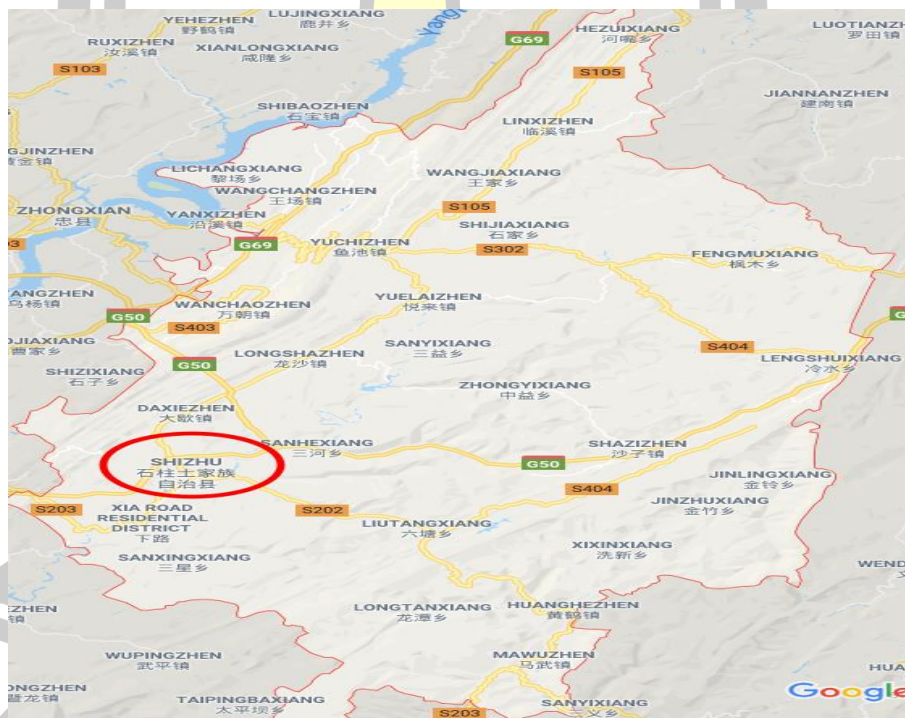 LUJINGXIANG
鹿井乡
YEHEZHEN
野鹤镇
HEZUIXIANG
河嘴乡
G69
RUXIZHEN
汝溪镇
XIANLONGXIANG
咸隆乡
S103
S105
JIANNANZHEN
建南镇
SHIBAOZHEN
石宝镇
LINXIZHEN
临溪镇
GJINZHEN
黄金镇
LICHANGXIANG
黎场乡
WANGJIAXIANG
王家乡
WANGCHANGZHEN
王场镇
ZHONGXIAN
忠县
YANXIZHEN
沿溪镇
S105
SHIJIAXIANG
石家乡
G69
YUCHIZHEN
鱼池镇
S302
FENGMUXIANG
枫木乡
ANGZHEN
乌杨镇
WANCHAOZHEN
万朝镇
YUELAIZHEN
悦来镇
G50
S403
OJIAXIANG
曹家乡
SANYIXIANG
三益乡
S404
LONGSHAZHEN
龙沙镇
G50
LENGSHUIXIANG
冷水乡
SHIZIXIANG
石子乡
ZHONGYIXIANG
中益乡
DAXIEZHEN
大歇镇
SANHEXIANG
三河乡
SHAZIZHEN
沙子镇
SHIZHU
石柱土家族
自治县
G50
JINLINGXIANG
金铃乡
S404
JINZHUXIANG
金竹乡
S203
XIA ROAD
RESIDENTIAL
DISTRICT
下路
S202
LIUTANGXIANG
六塘乡
XIXINXIANG
洗新乡
SANXINGXIANG
三星乡
WEND
LONGTANXIANG
龙潭乡
HUANGHEZHEN
黄鹤镇
EZHEN
镇
WUPINGZHEN
武平镇
MAWUZHEN
马武镇
HUA
Google
ONGZHEN
暨龙镇
TAIPINGBAXIANG
太平坝乡
S203
SANYIXIANG
三义乡